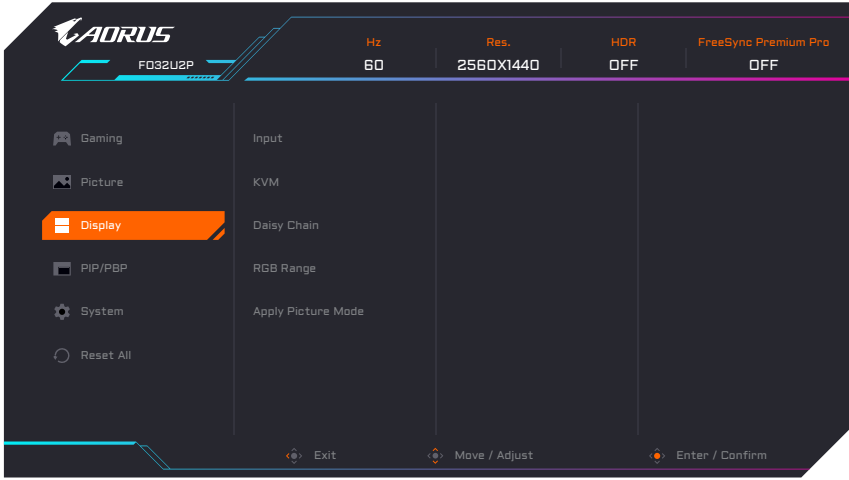 AORUS
FO32U2P
Hz
60
Res.
2560X1440
HDR
OFF
FreeSync Premium Pro
OFF
Gaming
Picture
Display
PIP/PBP
System
Reset All
Input
KVM
Daisy Chain
RGB Range
Apply Picture Mode
Exit
Move / Adjust
Enter / Confirm